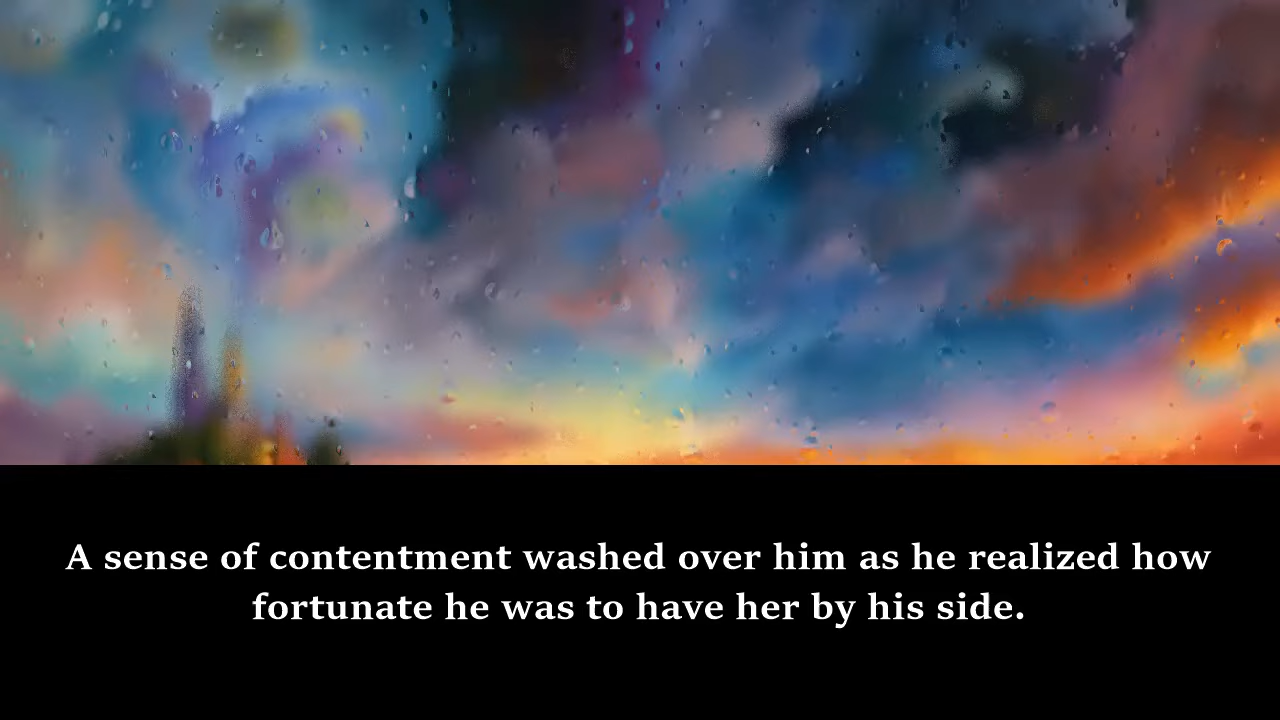 A sense of contentment washed over him as he realized how
fortunate he was to have her by his side.